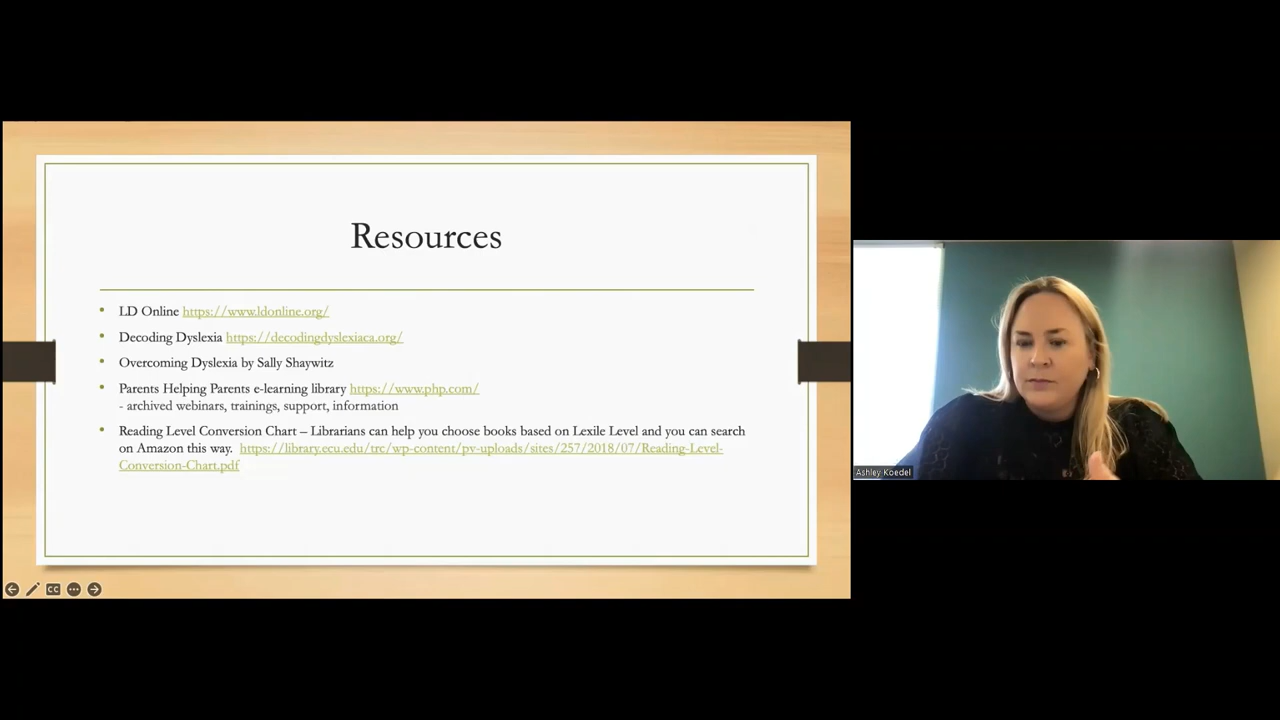 Resources
LD Online https://www.ldonline.org/
Decoding Dyslexia https://decodingdyslexiaca.org/
Overcoming Dyslexia by Sally Shaywitz
Parents Helping Parents e-learning library https://www.php.com/
- archived webinars, trainings, support, information
Reading Level Conversion Chart – Librarians can help you choose books based on Lexile Level and you can search
on Amazon this way. https://library.ecu.edu/trc/wp-content/pv-uploads/sites/257/2018/07/Reading-Level-
Conversion-Chart.pdf
Ashley Koedel
CC